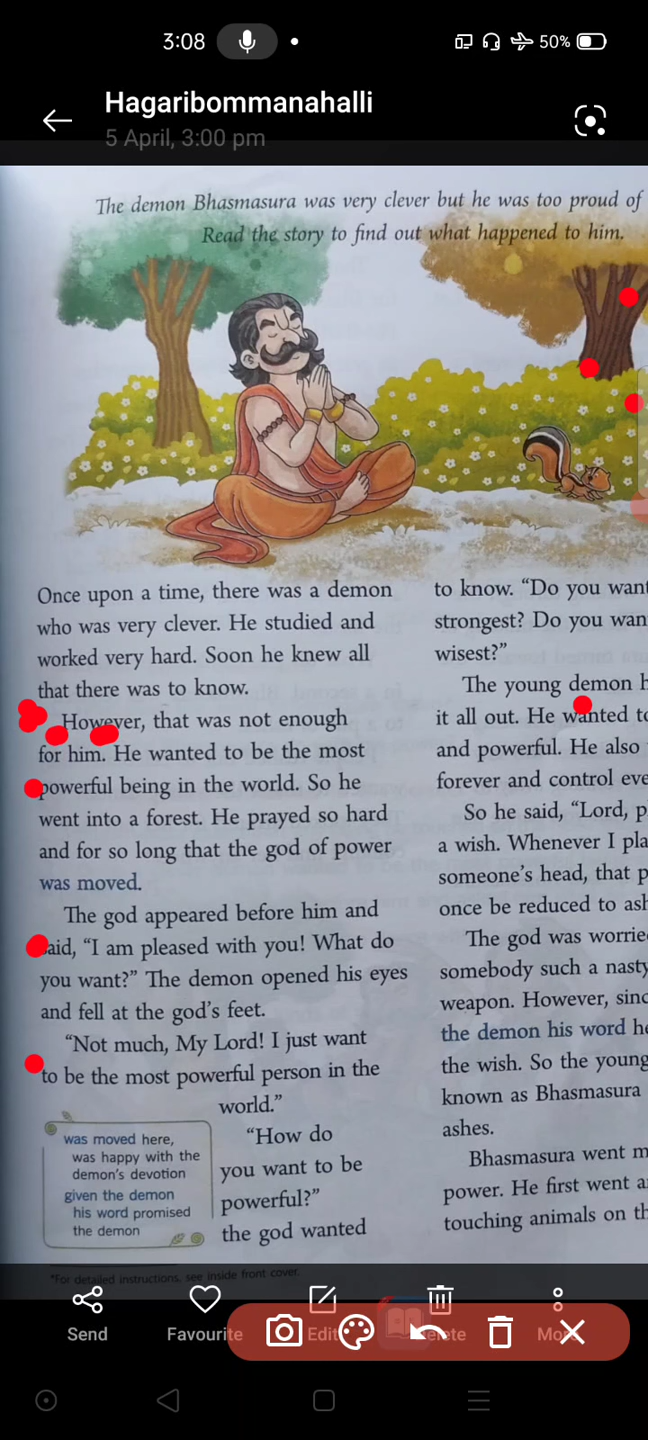 3:08
50%
Hagaribommanahalli
5 April, 3:00 pm
The demon Bhasmasura was very clever but he was too proud of
Read the story to find out what happened to him.
Once upon a time, there was a demon
who was very clever. He studied and
worked very hard. Soon he knew all
that there was to know.
However, that was not enough
for him. He wanted to be the most
powerful being in the world. So he
went into a forest. He prayed so hard
and for so long that the god of power
was moved.
The god appeared before him and
said, “I am pleased with you! What do
you want?” The demon opened his eyes
and fell at the god’s feet.
“Not much, My Lord! I just want
to be the most powerful person in the
world.”
“How do
you want to be
powerful?”
the god wanted
was moved here,
was happy with the
demon’s devotion
given the demon
his word promised
the demon
*For detailed instructions, see inside front cover.
to know. “Do you want
strongest? Do you wan
wisest?”
The young demon h
it all out. He wanted to
and powerful. He also
forever and control eve
So he said, “Lord, p
a wish. Whenever I pla
someone’s head, that p
once be reduced to ash
The god was worrie
somebody such a nasty
weapon. However, sinc
the demon his word he
the wish. So the young
known as Bhasmasura
ashes.
Bhasmasura went m
power. He first went a
touching animals on th
Send
Favourite
Edit
Delete
More